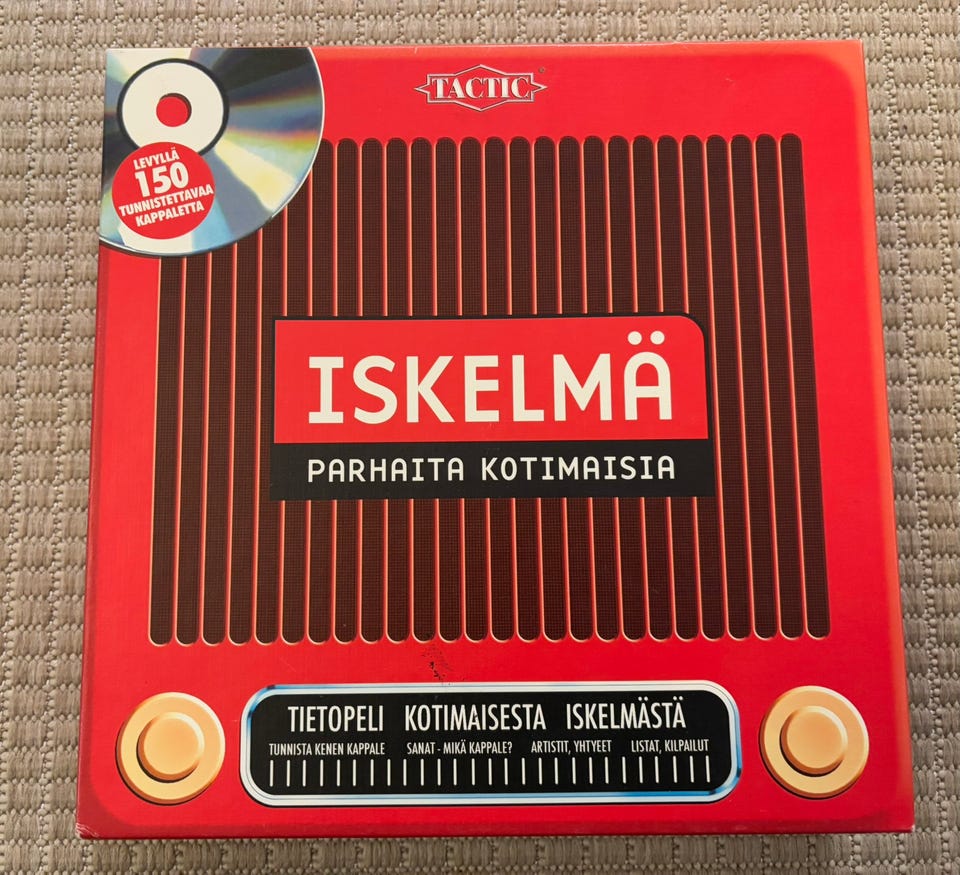 TACTIC
LEVYLLÄ
150
TUNNISTETTAVAA
KAPPALETTA
ISKELMÄ
PARHAITA KOTIMAISIA
TIETOPELI KOTIMAISESTA ISKELMÄSTÄ
TUNNISTA KENEN KAPPALE SANAT - MIKÄ KAPPALE? ARTISTIT, YHTYEET LISTAT, KILPAILUT